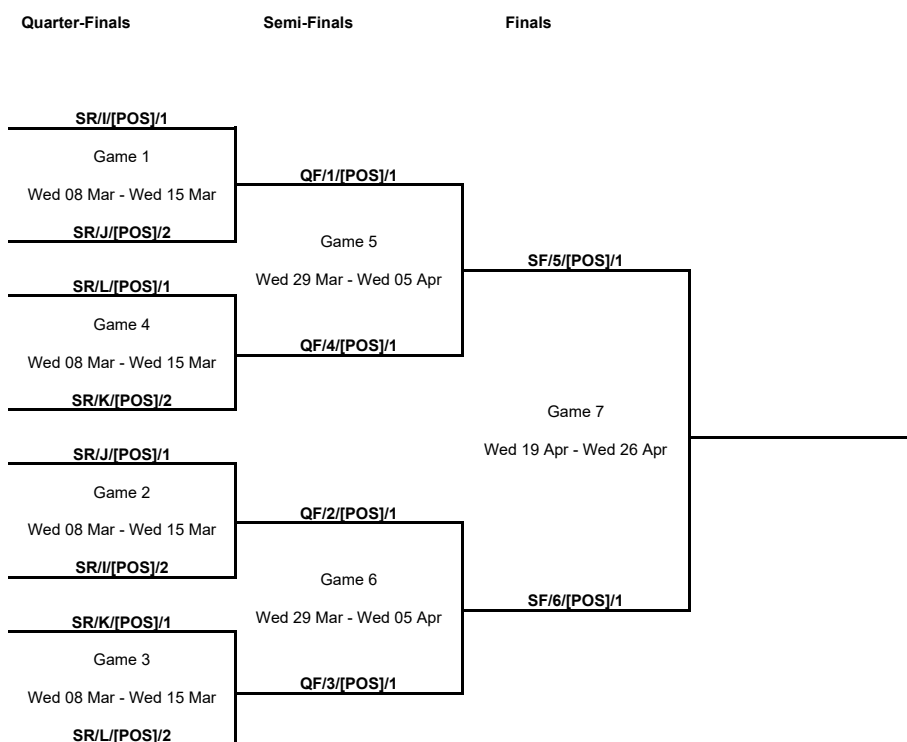 Quarter-Finals
Semi-Finals
Finals
SR/I/[POS]/1
Game 1
Wed 08 Mar - Wed 15 Mar
SR/J/[POS]/2
QF/1/[POS]/1
Game 5
Wed 29 Mar - Wed 05 Apr
QF/4/[POS]/1
SR/L/[POS]/1
Game 4
Wed 08 Mar - Wed 15 Mar
SR/K/[POS]/2
SF/5/[POS]/1
Game 7
Wed 19 Apr - Wed 26 Apr
SF/6/[POS]/1
SR/J/[POS]/1
Game 2
Wed 08 Mar - Wed 15 Mar
SR/I/[POS]/2
QF/2/[POS]/1
Game 6
Wed 29 Mar - Wed 05 Apr
QF/3/[POS]/1
SR/K/[POS]/1
Game 3
Wed 08 Mar - Wed 15 Mar
SR/L/[POS]/2